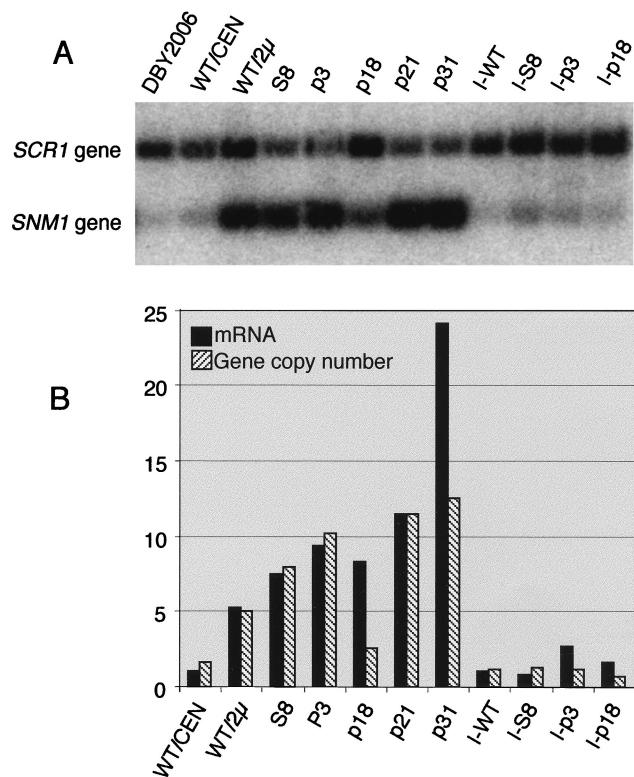 A
DBY2006 WT/CEN WT/2µ S8 p3 p18 p21 p31 I-WT I-S8 I-p3 I-p18
SCR1 gene
SNM1 gene
B
25
20
15
10
5
0
mRNA
Gene copy number
WT/CEN WT/2µ S8 P3 p18 p21 p31 I-WT I-S8 I-p3 I-p18